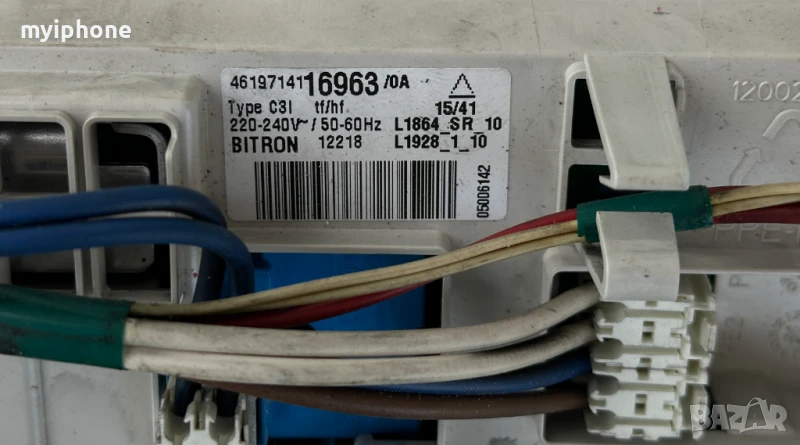 myiphone
46197141 16963 /0A
Type C3I tf/hf 15/41
220-240V~ / 50-60Hz L1864_SR_10
BITRON 12218 L1928_1_10
05006142
12002
BAZAR